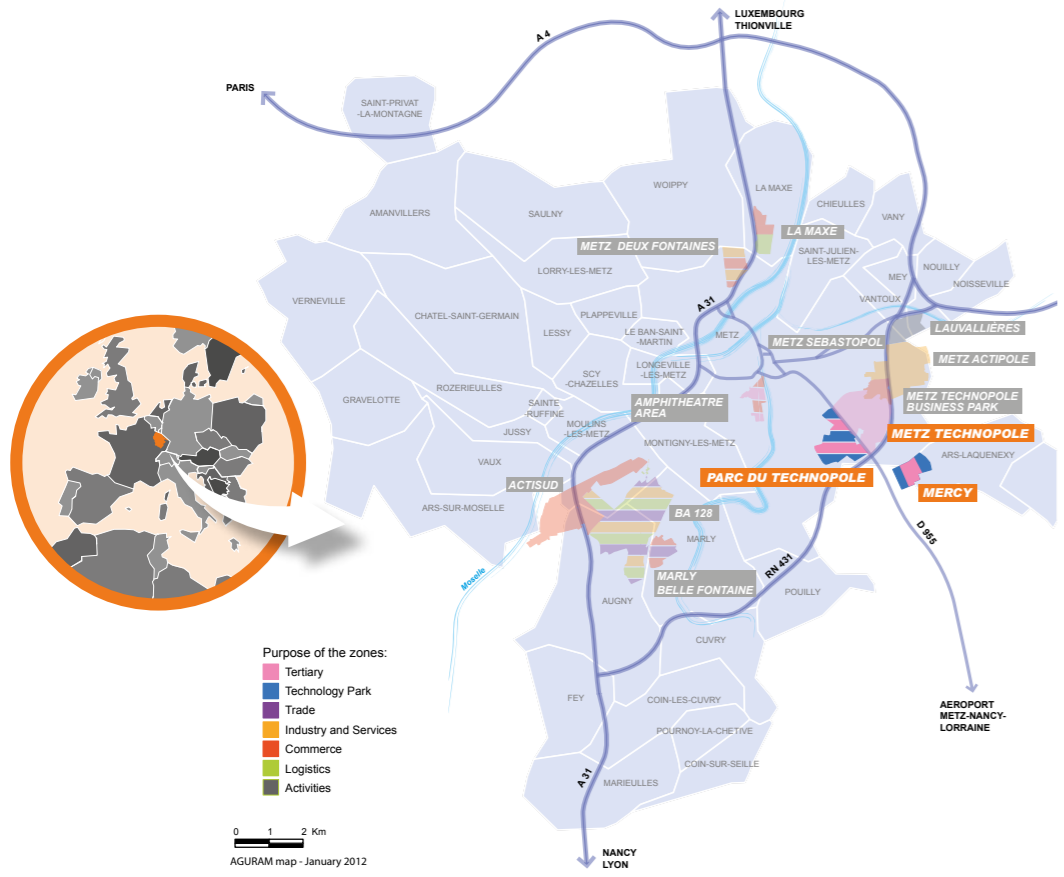 LUXEMBOURG
THIONVILLE
A 4
PARIS
SAINT-PRIVAT
-LA-MONTAGNE
WOIPPY
LA MAXE
CHIEULLES
AMANVILLERS
SAULNY
VANY
LA MAXE
METZ DEUX FONTAINES
SAINT-JULIEN-
LES-METZ
NOUILLY
LORRY-LES-METZ
MEY
NOISSEVILLE
VERNEVILLE
A 31
VANTOUX
CHATEL-SAINT-GERMAIN
PLAPPEVILLE
LESSY
LE BAN-SAINT
-MARTIN
METZ
LAUVALLIÈRES
METZ SEBASTOPOL
METZ ACTIPOLE
LONGEVILLE
-LES-METZ
SCY
-CHAZELLES
ROZERIEULLES
GRAVELOTTE
SAINTE
RUFFINE
AMPHITHEATRE
AREA
METZ TECHNOPOLE
BUSINESS PARK
JUSSY
MOULINS
-LES-METZ
METZ TECHNOPOLE
MONTIGNY-LES-METZ
ARS-LAQUENEXY
VAUX
PARC DU TECHNOPOLE
ACTISUD
MERCY
ARS-SUR-MOSELLE
BA 128
MARLY
D 955
Moselle
RN 431
MARLY
BELLE FONTAINE
POUILLY
AUGNY
CUVRY
Purpose of the zones:
Tertiary
Technology Park
Trade
Industry and Services
Commerce
Logistics
Activities
FEY
COIN-LES-CUVRY
AEROPORT
METZ-NANCY-
LORRAINE
POURNOY-LA-CHETIVE
COIN-SUR-SEILLE
A 31
MARIEULLES
0 1 2 Km
AGURAM map - January 2012
NANCY
LYON